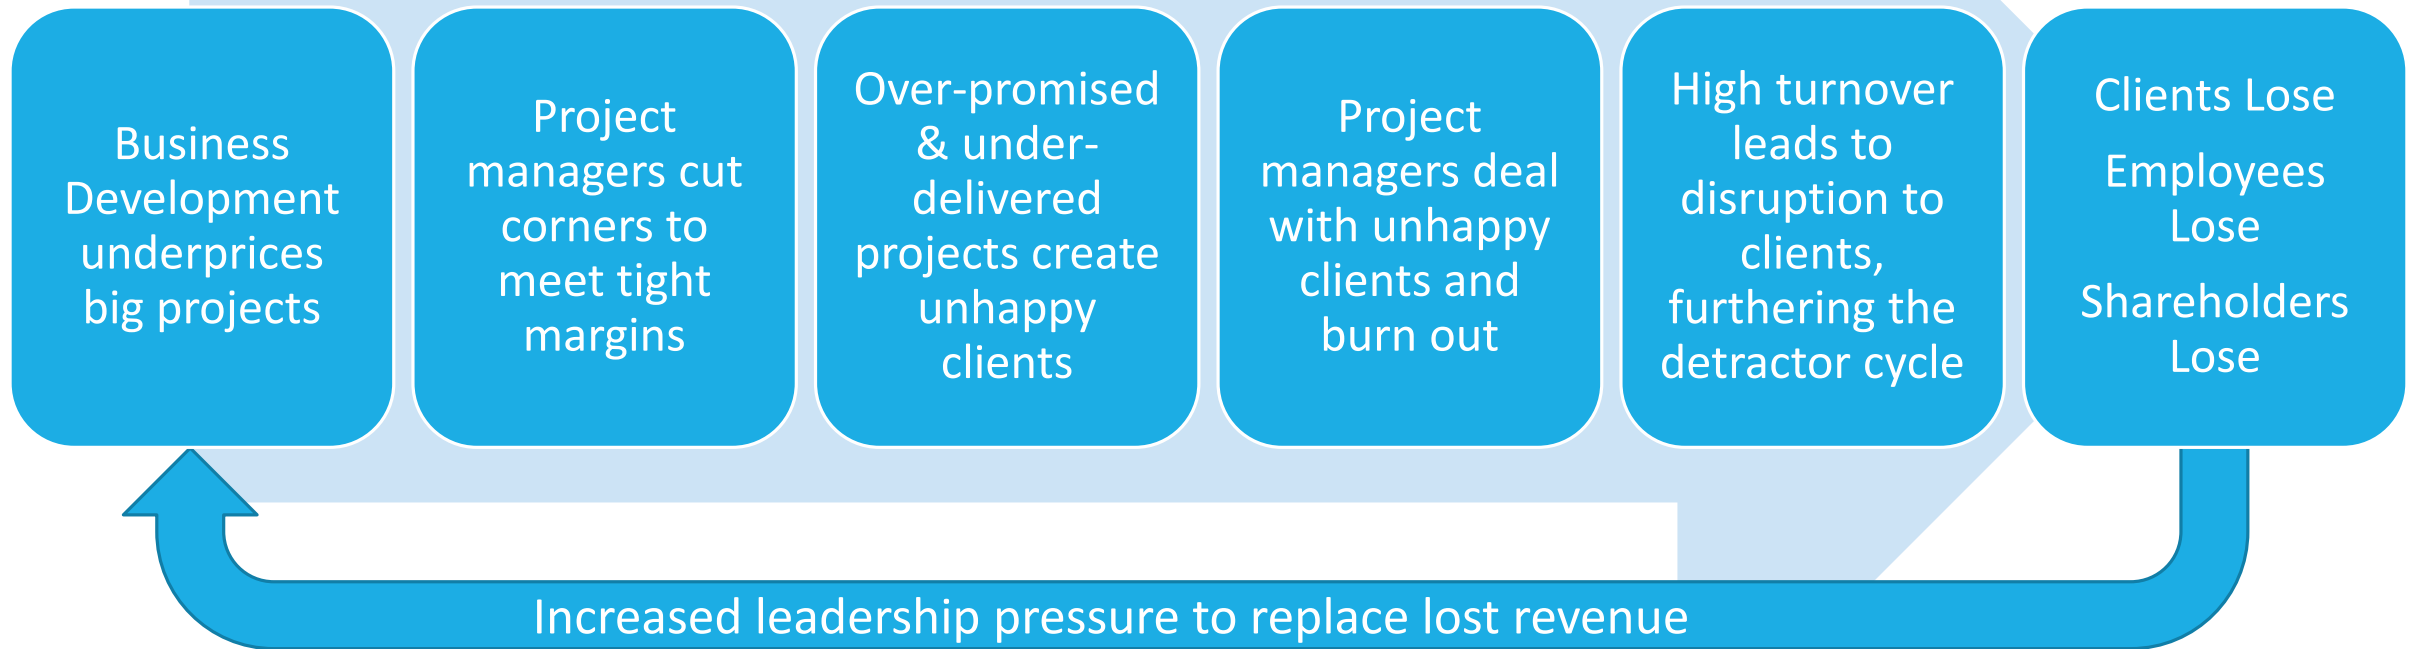 Business
Development
underprices
big projects
Project
managers cut
corners to
meet tight
margins
Over-promised
& under-
delivered
projects create
unhappy
clients
Project
managers deal
with unhappy
clients and
burn out
High turnover
leads to
disruption to
clients,
furthering the
detractor cycle
Clients Lose
Employees
Lose
Shareholders
Lose
Increased leadership pressure to replace lost revenue